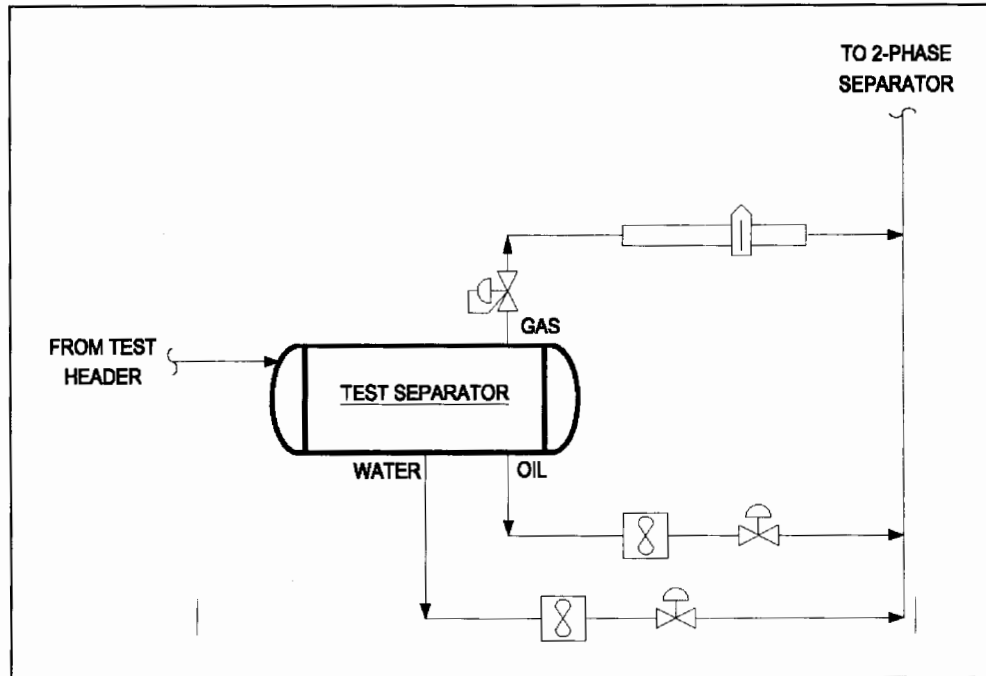 TO 2-PHASE
SEPARATOR
GAS
FROM TEST
HEADER
TEST SEPARATOR
WATER
OIL